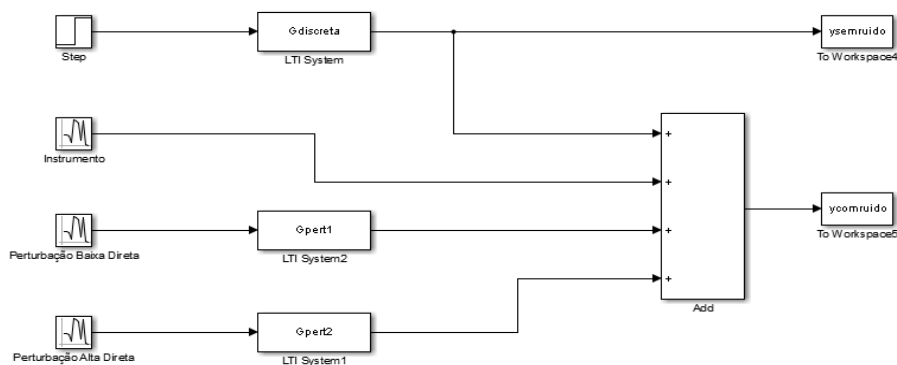 Step
Gdiscreta
LTI System
ysemruido
To Workspace4
Instrumento
+
+
+
+
Add
ycomruido
To Workspace5
Perturbação Baixa Direta
Gpert1
LTI System2
Perturbação Alta Direta
Gpert2
LTI System1